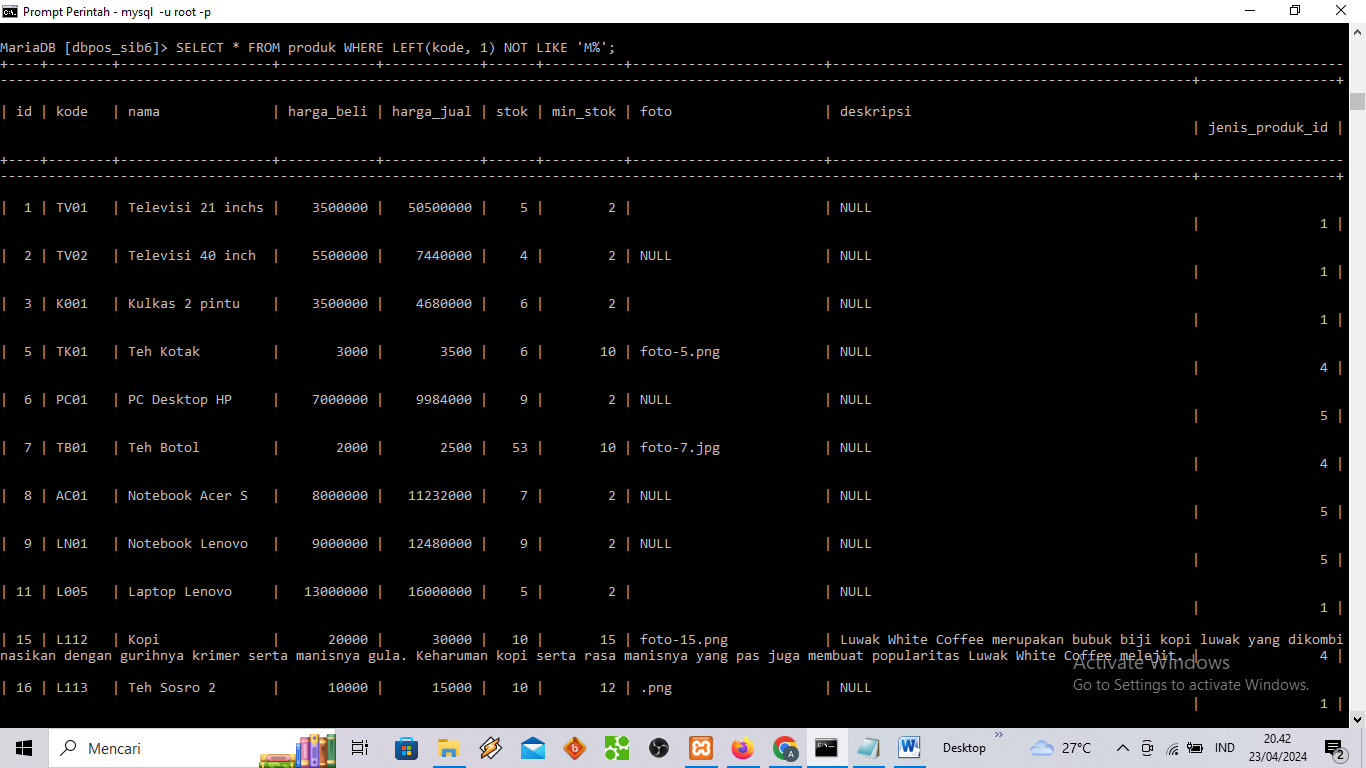 Prompt Perintah - mysql -u root -p
MariaDB [dbpos_sib6]> SELECT * FROM produk WHERE LEFT(kode, 1) NOT LIKE 'M%';
| id | kode | nama | harga_beli | harga_jual | stok | min_stok | foto | deskripsi
| jenis_produk_id |
| 1 | TV01 | Televisi 21 inchs | 3500000 | 50500000 | 5 | 2 | | NULL
| 1 |
| 2 | TV02 | Televisi 40 inch | 5500000 | 7440000 | 4 | 2 | NULL | NULL
| 1 |
| 3 | K001 | Kulkas 2 pintu | 3500000 | 4680000 | 6 | 2 | | NULL
| 1 |
| 5 | TK01 | Teh Kotak | 3000 | 3500 | 6 | 10 | foto-5.png | NULL
| 4 |
| 6 | PC01 | PC Desktop HP | 7000000 | 9984000 | 9 | 2 | NULL | NULL
| 5 |
| 7 | TB01 | Teh Botol | 2000 | 2500 | 53 | 10 | foto-7.jpg | NULL
| 4 |
| 8 | AC01 | Notebook Acer S | 8000000 | 11232000 | 7 | 2 | NULL | NULL
| 5 |
| 9 | LN01 | Notebook Lenovo | 9000000 | 12480000 | 9 | 2 | NULL | NULL
| 5 |
| 11 | L005 | Laptop Lenovo | 13000000 | 16000000 | 5 | 2 | | NULL
| 1 |
| 15 | L112 | Kopi | 20000 | 30000 | 10 | 15 | foto-15.png | Luwak White Coffee merupakan bubuk biji kopi luwak yang dikombi
nasikan dengan gurihnya krimer serta manisnya gula. Keharuman kopi serta rasa manisnya yang pas juga membuat popularitas Luwak White Coffee melejit. | 4 |
Activate Windows
Go to Settings to activate Windows.
| 16 | L113 | Teh Sosro 2 | 10000 | 15000 | 10 | 12 | .png | NULL
| 1 |
Mencari
Desktop
27°C
IND
20.42
23/04/2024
2